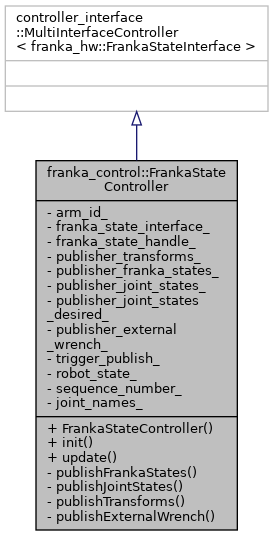 controller_interface
::MultiInterfaceController
< franka_hw::FrankaStateInterface >
franka_control::FrankaState
Controller
- arm_id_
- franka_state_interface_
- franka_state_handle_
- publisher_transforms_
- publisher_franka_states_
- publisher_joint_states_
- publisher_joint_states
_desired_
- publisher_external
_wrench_
- trigger_publish_
- robot_state_
- sequence_number_
- joint_names_
+ FrankaStateController()
+ init()
+ update()
- publishFrankaStates()
- publishJointStates()
- publishTransforms()
- publishExternalWrench()